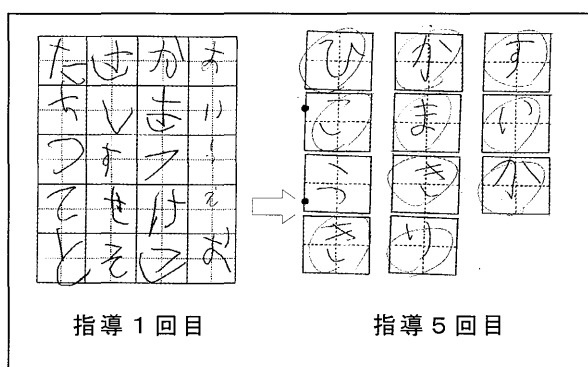 あいうえお
かきくけこ
さしすせそ
たちつてと
指導1回目
すいか
かまきり
ひこうき
指導5回目